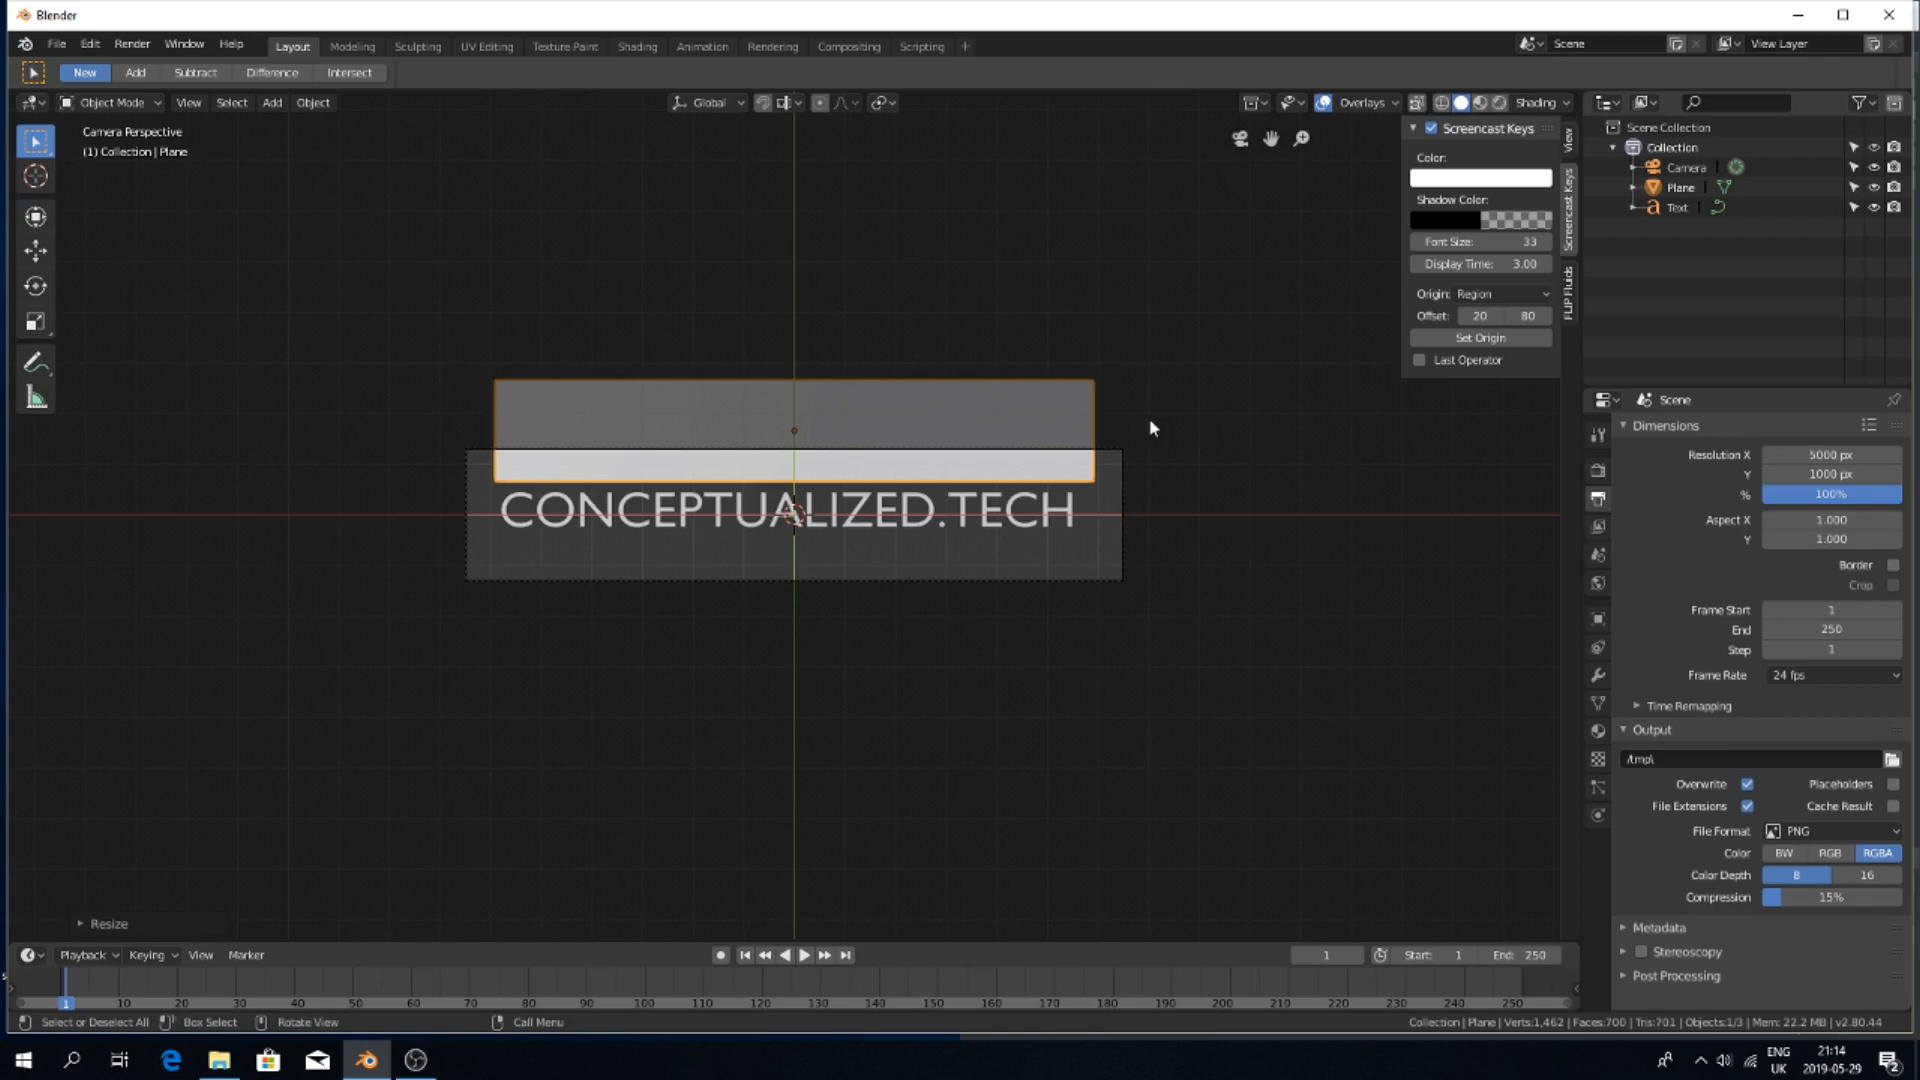 Blender
File Edit Render Window Help Layout Modeling Sculpting UV Editing Texture Paint Shading Animation Rendering Compositing Scripting + Scene View Layer
New Add Subtract Difference Intersect
Object Mode View Select Add Object Global Overlays Shading
Camera Perspective
(1) Collection | Plane
Screencast Keys
Color:
Shadow Color:
Font Size: 33
Display Time: 3.00
Origin: Region
Offset: 20 80
Set Origin
Last Operator
View
Screencast Keys
FLIP Fluids
Scene Collection
Collection
Camera
Plane
Text
CONCEPTUALIZED.TECH
Scene
Dimensions
Resolution X 5000 px
Y 1000 px
% 100%
Aspect X 1.000
Y 1.000
Border
Crop
Frame Start 1
End 250
Step 1
Frame Rate 24 fps
Time Remapping
Output
/tmp\
Overwrite Placeholders
File Extensions Cache Result
File Format PNG
Color BW RGB RGBA
Color Depth 8 16
Compression 15%
Metadata
Stereoscopy
Post Processing
Resize
Playback Keying View Marker 1 Start: 1 End: 250
1 10 20 30 40 50 60 70 80 90 100 110 120 130 140 150 160 170 180 190 200 210 220 230 240 250
Select or Deselect All Box Select Rotate View Call Menu Collection | Plane | Verts:1,462 | Faces:700 | Tris:701 | Objects:1/3 | Mem: 22.2 MB | v2.80.44
ENG 21:14
UK 2019-05-29 2